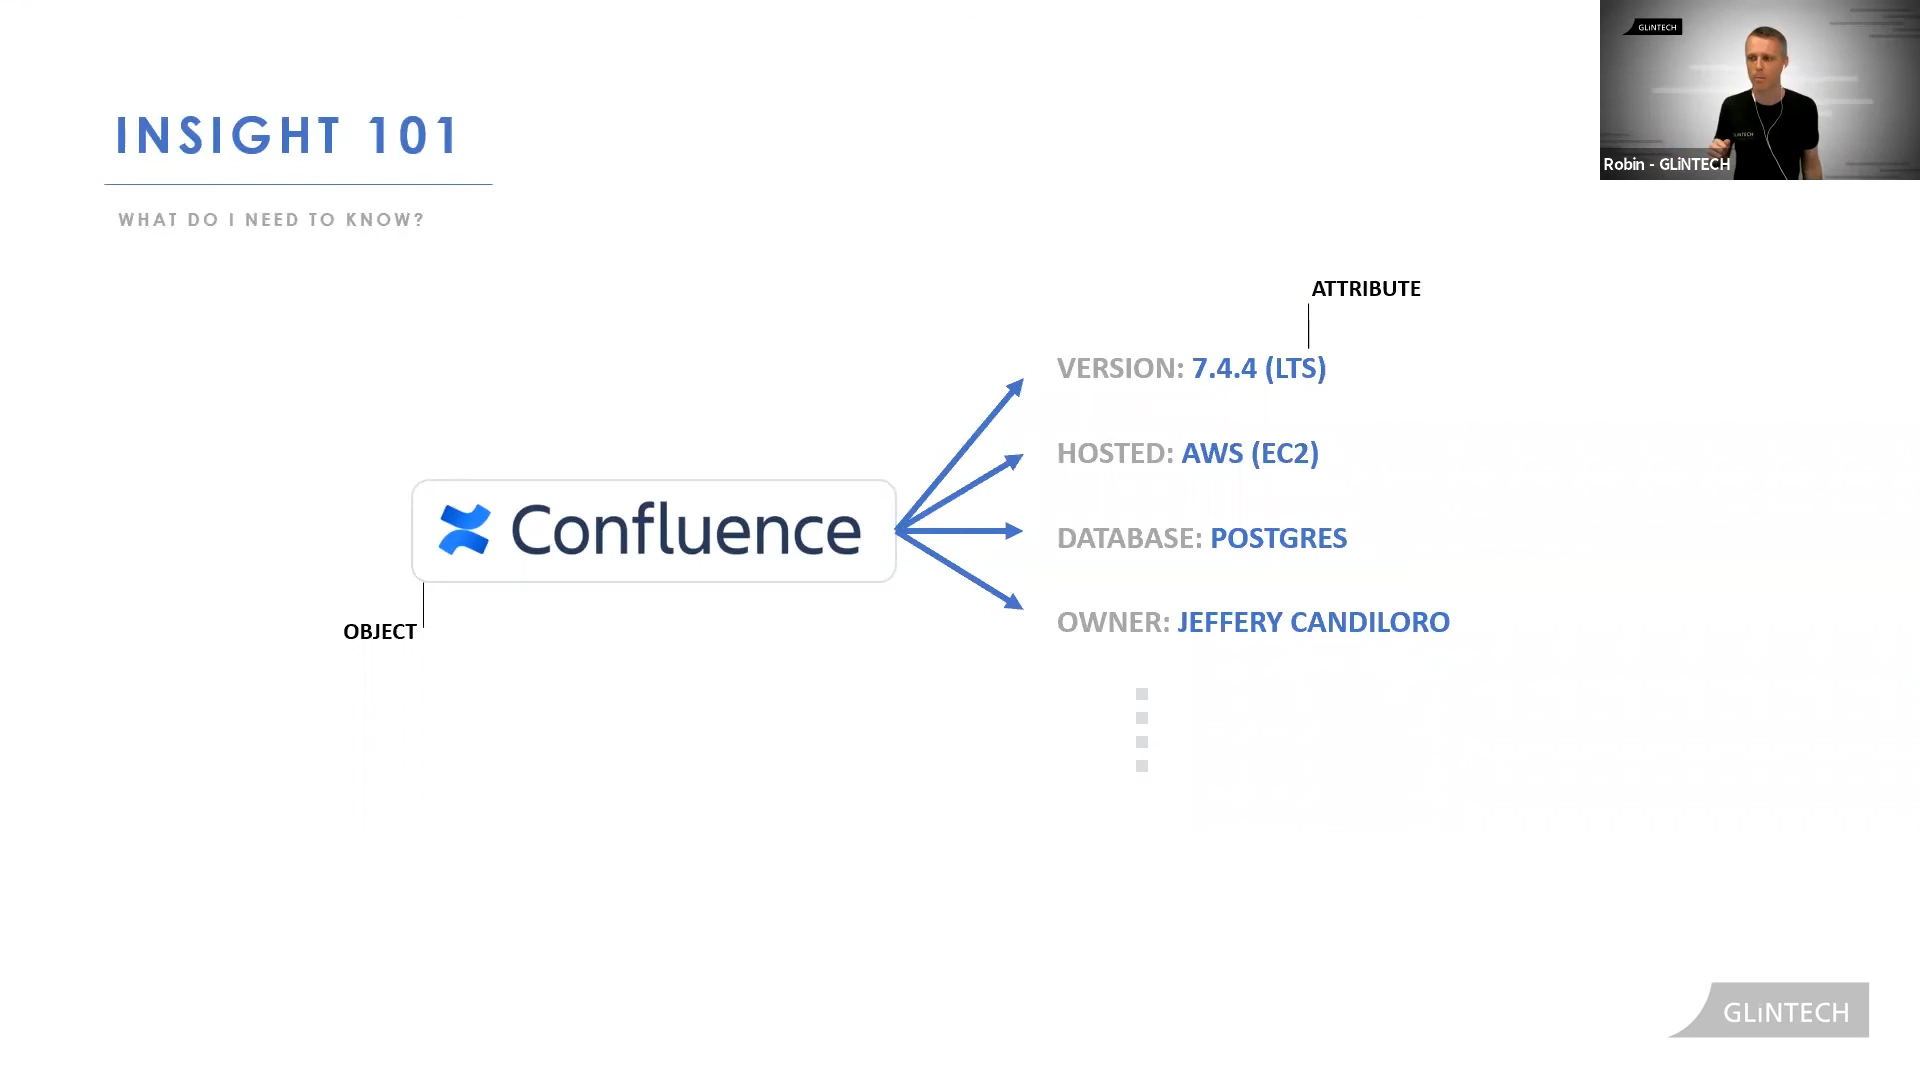 GLiNTECH
GLiNTECH
Robin - GLiNTECH
INSIGHT 101
WHAT DO I NEED TO KNOW?
ATTRIBUTE
VERSION: 7.4.4 (LTS)
HOSTED: AWS (EC2)
Confluence
DATABASE: POSTGRES
OWNER: JEFFERY CANDILORO
OBJECT
GLiNTECH